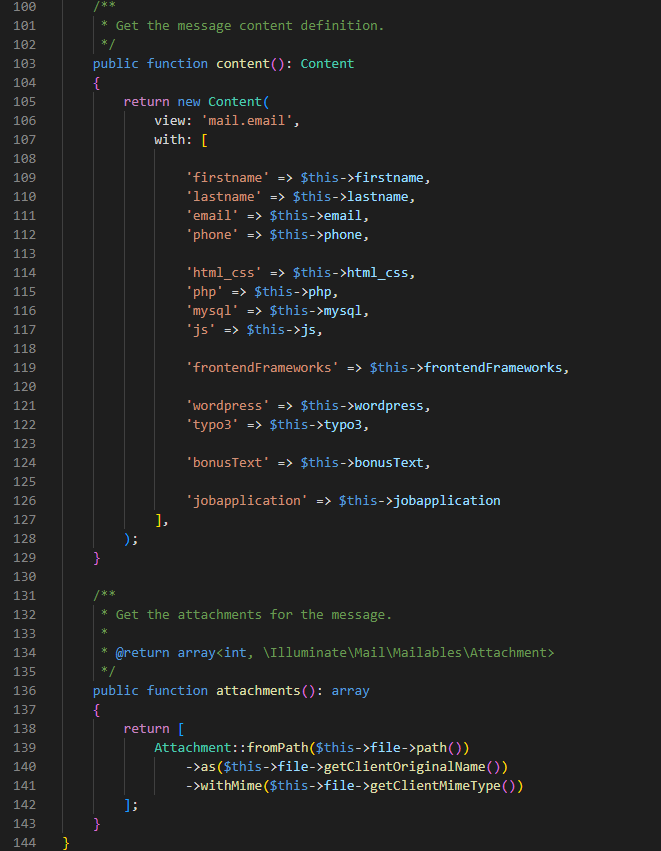 100 /**
101 * Get the message content definition.
102 */
103 public function content(): Content
104 {
105 return new Content(
106 view: 'mail.email',
107 with: [
108
109 'firstname' => $this->firstname,
110 'lastname' => $this->lastname,
111 'email' => $this->email,
112 'phone' => $this->phone,
113
114 'html_css' => $this->html_css,
115 'php' => $this->php,
116 'mysql' => $this->mysql,
117 'js' => $this->js,
118
119 'frontendFrameworks' => $this->frontendFrameworks,
120
121 'wordpress' => $this->wordpress,
122 'typo3' => $this->typo3,
123
124 'bonusText' => $this->bonusText,
125
126 'jobapplication' => $this->jobapplication
127 ],
128 );
129 }
130
131 /**
132 * Get the attachments for the message.
133 *
134 * @return array<int, \Illuminate\Mail\Mailables\Attachment>
135 */
136 public function attachments(): array
137 {
138 return [
139 Attachment::fromPath($this->file->path())
140 ->as($this->file->getClientOriginalName())
141 ->withMime($this->file->getClientMimeType())
142 ];
143 }
144 }